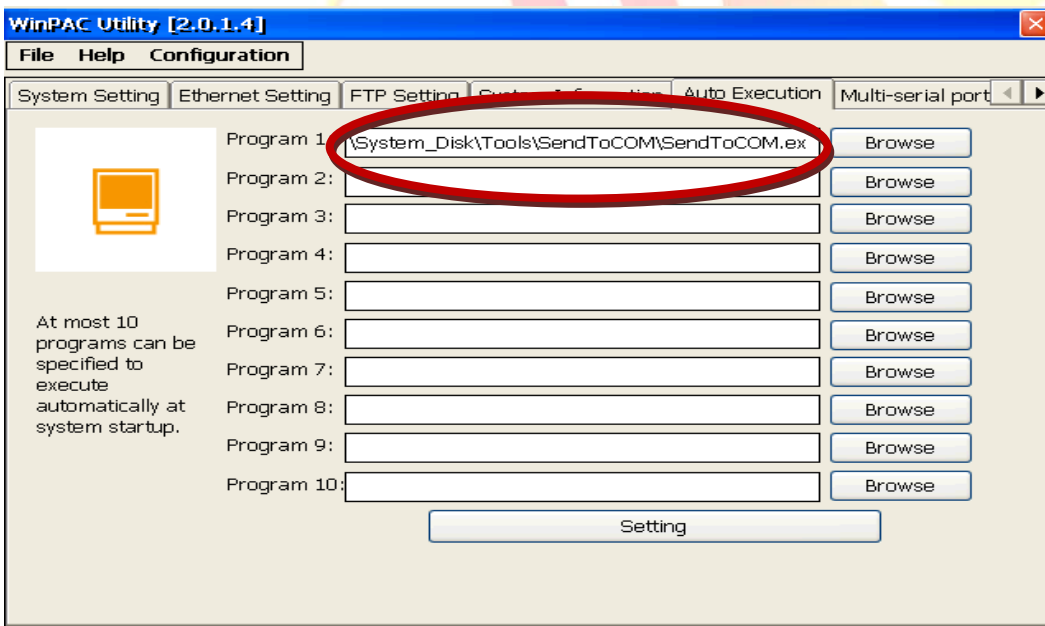 WinPAC Utility [2.0.1.4]
File Help Configuration
System Setting Ethernet Setting FTP Setting System Information Auto Execution Multi-serial port
Program 1 \System_Disk\Tools\SendToCOM\SendToCOM.ex Browse
Program 2: Browse
Program 3: Browse
Program 4: Browse
Program 5: Browse
Program 6: Browse
Program 7: Browse
Program 8: Browse
Program 9: Browse
Program 10: Browse
At most 10
programs can be
specified to
execute
automatically at
system startup.
Setting